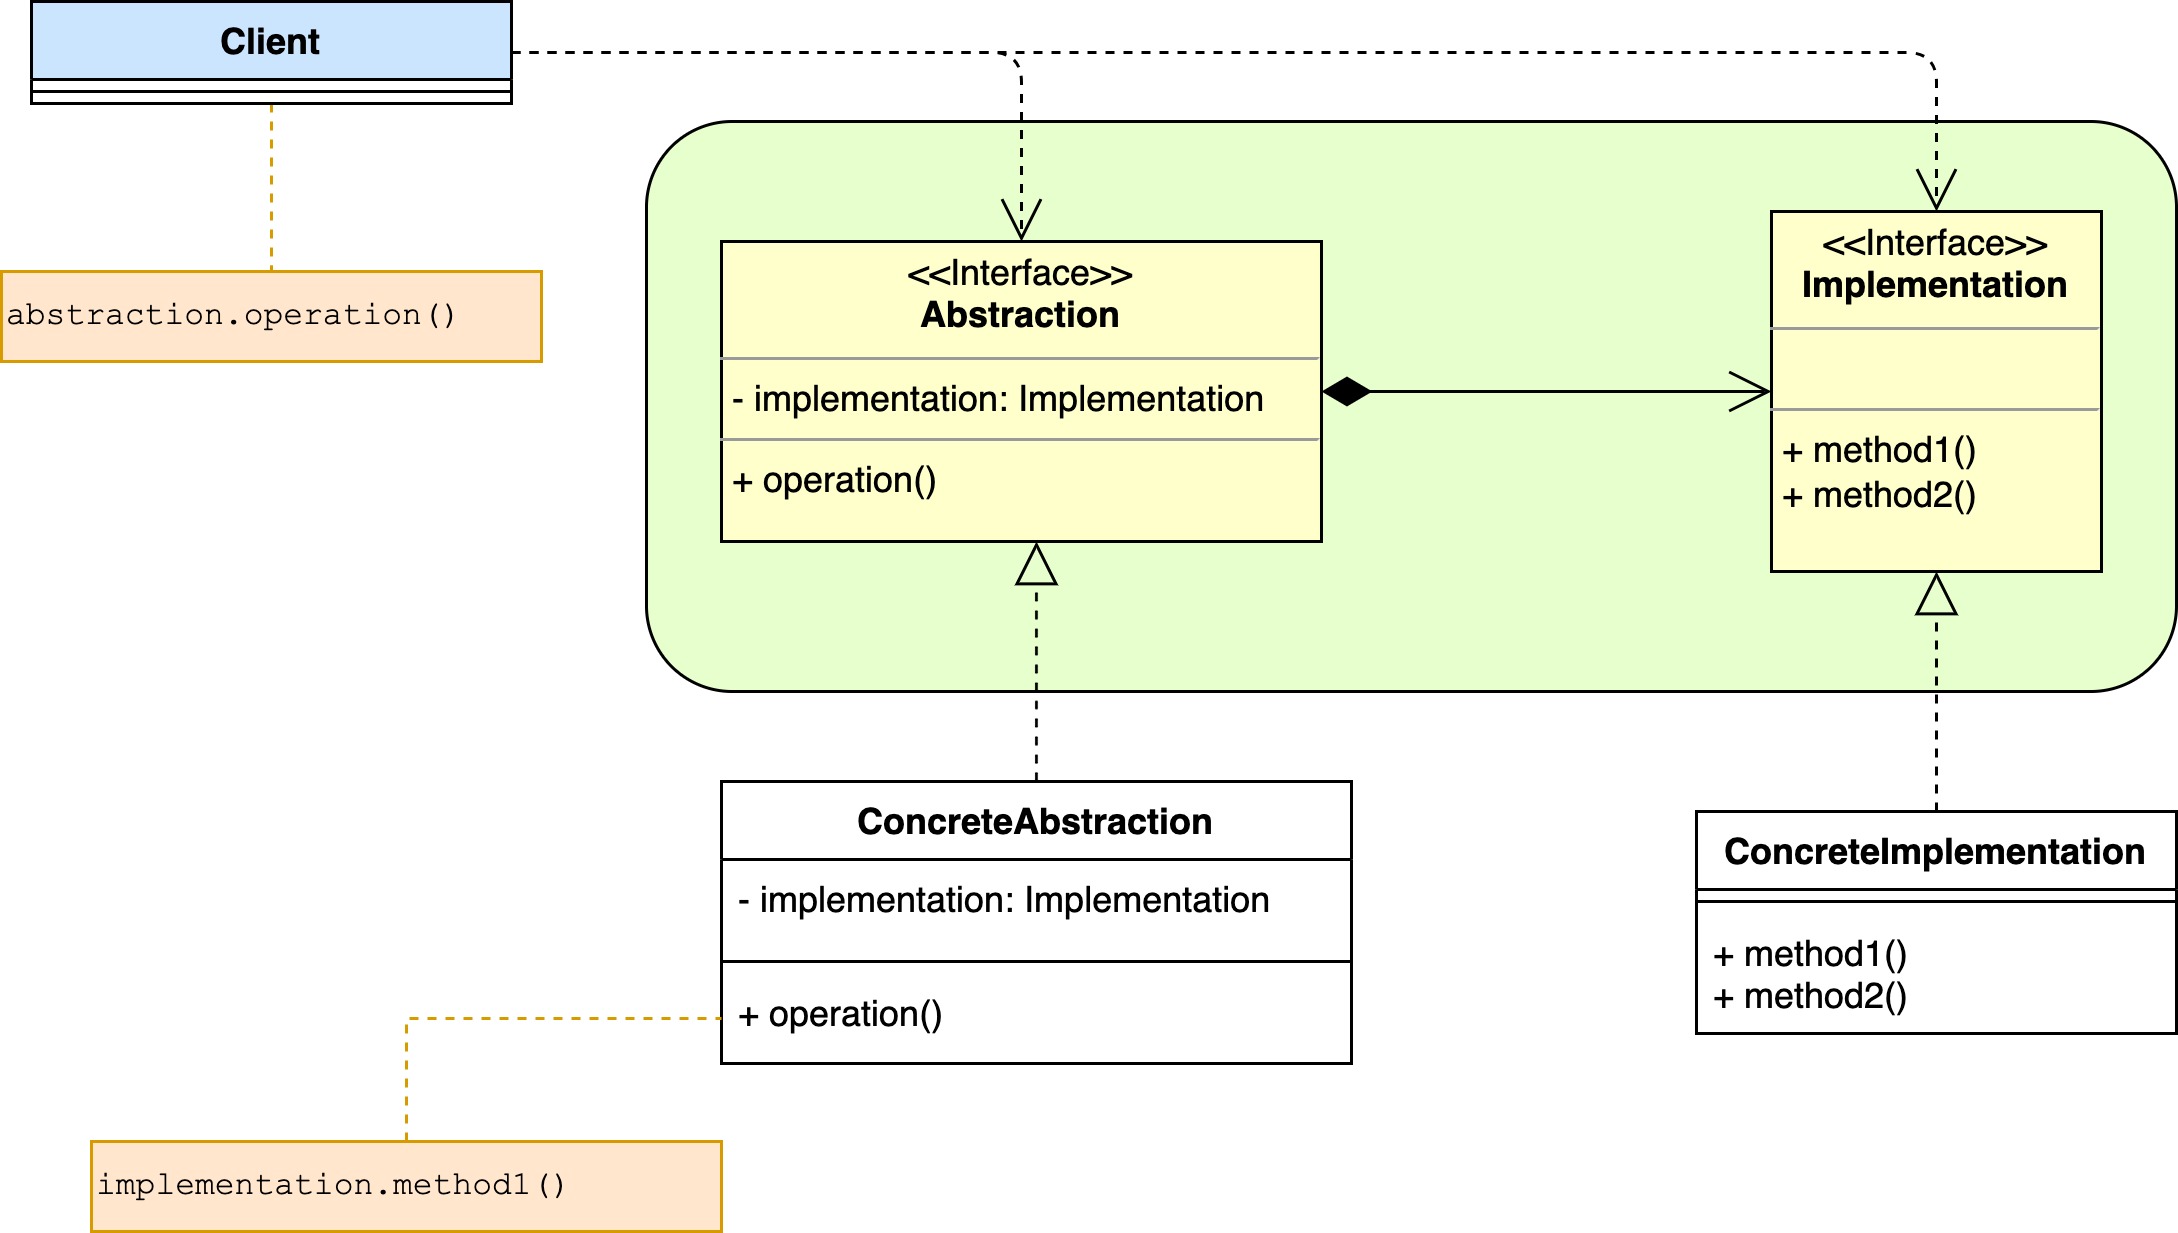 Client
abstraction.operation()
<<Interface>>
Abstraction
- implementation: Implementation
+ operation()
<<Interface>>
Implementation
+ method1()
+ method2()
ConcreteAbstraction
- implementation: Implementation
+ operation()
ConcreteImplementation
+ method1()
+ method2()
implementation.method1()